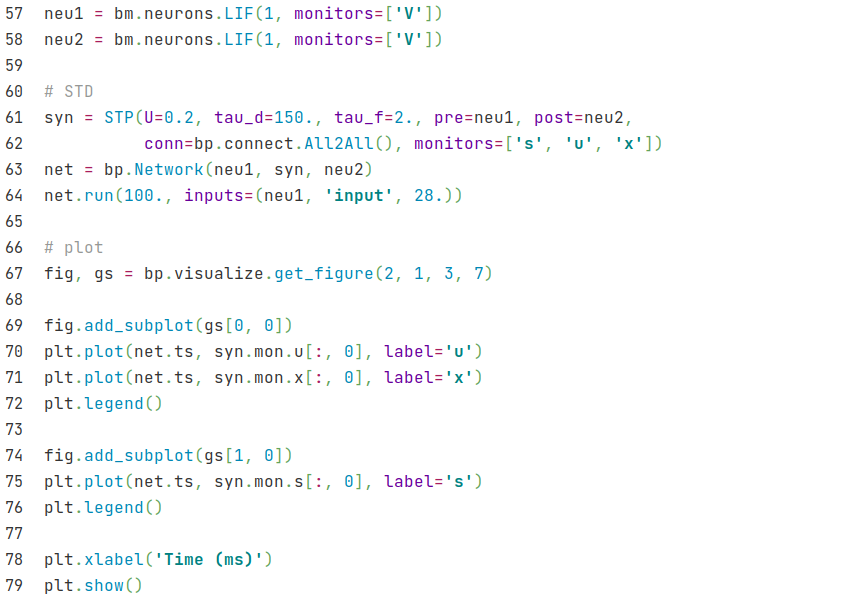 57 neu1 = bm.neurons.LIF(1, monitors=['V'])
58 neu2 = bm.neurons.LIF(1, monitors=['V'])
59
60 # STD
61 syn = STP(U=0.2, tau_d=150., tau_f=2., pre=neu1, post=neu2,
62           conn=bp.connect.All2All(), monitors=['s', 'u', 'x'])
63 net = bp.Network(neu1, syn, neu2)
64 net.run(100., inputs=(neu1, 'input', 28.))
65
66 # plot
67 fig, gs = bp.visualize.get_figure(2, 1, 3, 7)
68
69 fig.add_subplot(gs[0, 0])
70 plt.plot(net.ts, syn.mon.u[:, 0], label='u')
71 plt.plot(net.ts, syn.mon.x[:, 0], label='x')
72 plt.legend()
73
74 fig.add_subplot(gs[1, 0])
75 plt.plot(net.ts, syn.mon.s[:, 0], label='s')
76 plt.legend()
77
78 plt.xlabel('Time (ms)')
79 plt.show()